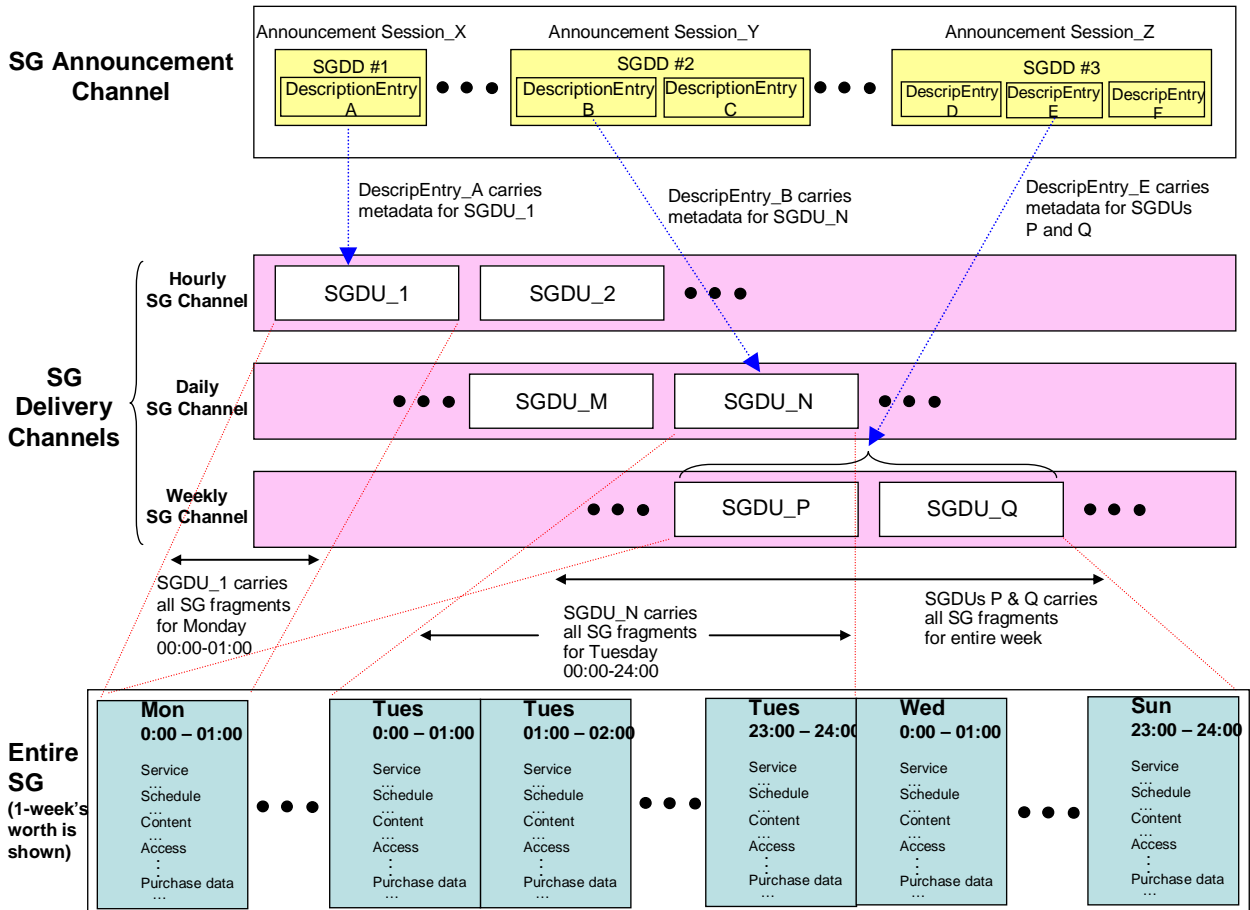 Announcement Session_X
Announcement Session_Y
Announcement Session_Z
SG Announcement
Channel
SGDD #1
DescriptionEntry
A
SGDD #2
DescriptionEntry
B
DescriptionEntry
C
SGDD #3
DescripEntry
D
DescripEntry
E
DescripEntry
F
DescripEntry_A carries
metadata for SGDU_1
DescripEntry_B carries
metadata for SGDU_N
DescripEntry_E carries
metadata for SGDUs
P and Q
SG
Delivery
Channels
Hourly
SG Channel
SGDU_1
SGDU_2
Daily
SG Channel
SGDU_M
SGDU_N
Weekly
SG Channel
SGDU_P
SGDU_Q
SGDU_1 carries
all SG fragments
for Monday
00:00-01:00
SGDU_N carries
all SG fragments
for Tuesday
00:00-24:00
SGDUs P & Q carries
all SG fragments
for entire week
Entire
SG
(1-week's
worth is
shown)
Mon
0:00 – 01:00
Service
...
Schedule
...
Content
...
Access
⋮
Purchase data
...
Tues
0:00 – 01:00
Service
...
Schedule
...
Content
...
Access
⋮
Purchase data
...
Tues
01:00 – 02:00
Service
...
Schedule
...
Content
...
Access
⋮
Purchase data
...
Tues
23:00 – 24:00
Service
...
Schedule
...
Content
...
Access
⋮
Purchase data
...
Wed
0:00 – 01:00
Service
...
Schedule
...
Content
...
Access
⋮
Purchase data
...
Sun
23:00 – 24:00
Service
...
Schedule
...
Content
...
Access
⋮
Purchase data
...